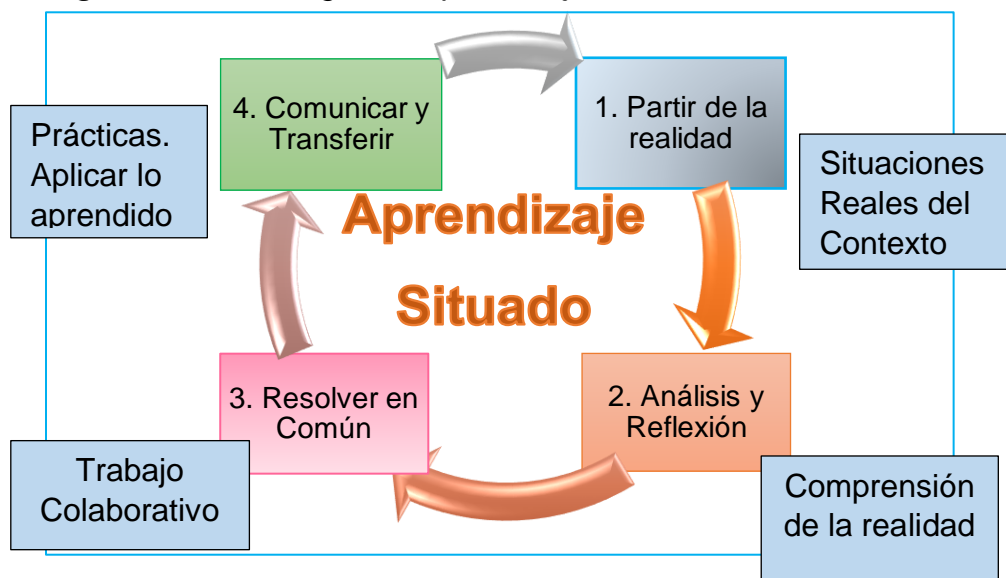 4. Comunicar y
Transferir
1. Partir de la
realidad
Prácticas.
Aplicar lo
aprendido
Situaciones
Reales del
Contexto
Aprendizaje
Situado
3. Resolver en
Común
2. Análisis y
Reflexión
Trabajo
Colaborativo
Comprensión
de la realidad